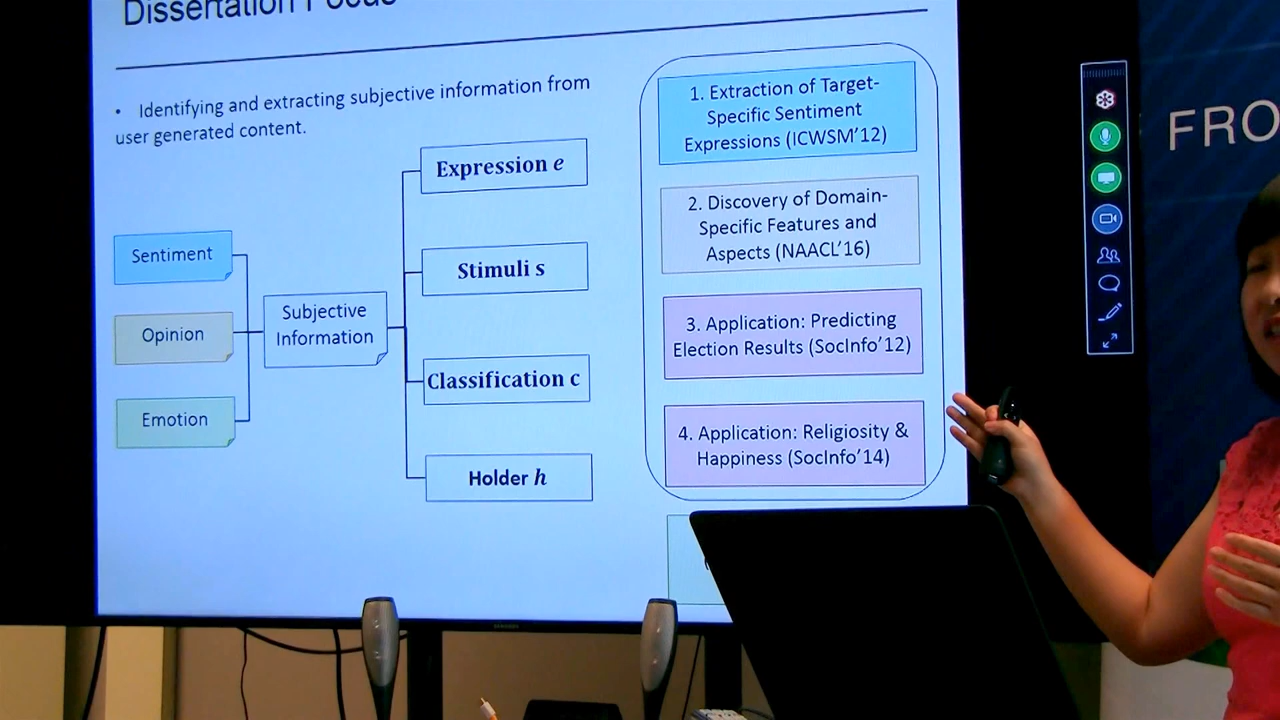 Dissertation Focus
• Identifying and extracting subjective information from
user generated content.
Sentiment
Opinion
Emotion
Subjective
Information
Expression e
Stimuli s
Classification c
Holder h
1. Extraction of Target-
Specific Sentiment
Expressions (ICWSM'12)
2. Discovery of Domain-
Specific Features and
Aspects (NAACL'16)
3. Application: Predicting
Election Results (SocInfo'12)
4. Application: Religiosity &
Happiness (SocInfo'14)
FRO
SAMSUNG